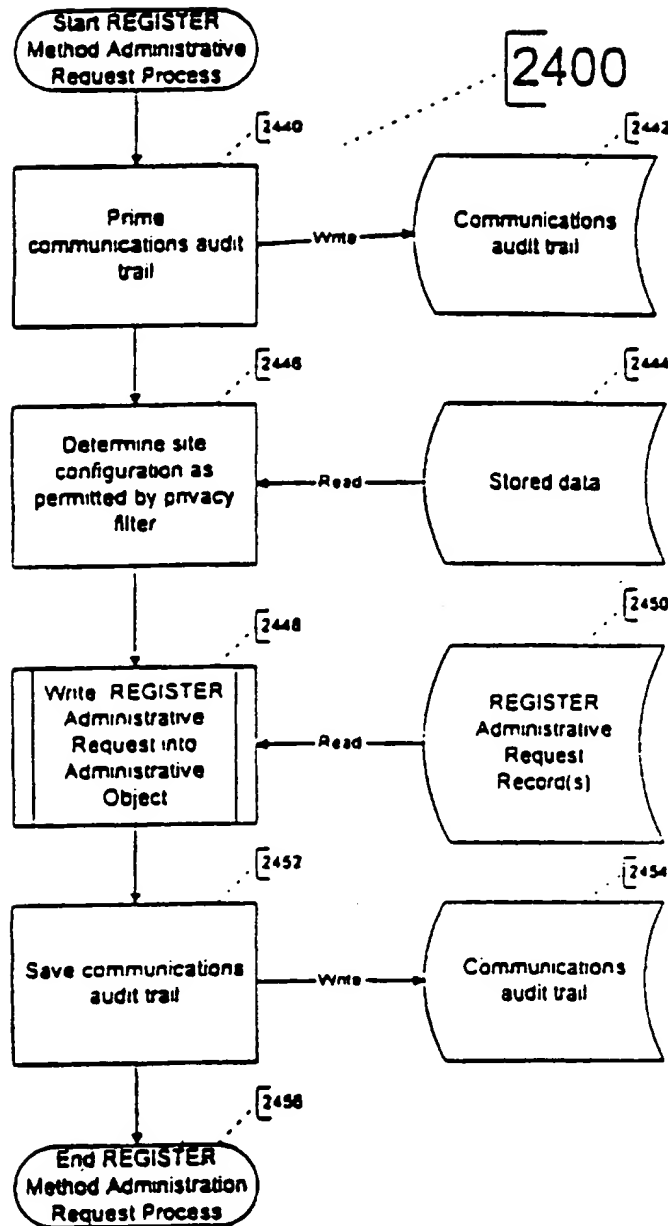 Start REGISTER
Method Administrative
Request Process
2400
2440
2442
Prime
communications audit
trail
Write
Communications
audit trail
2446
2444
Determine site
configuration as
permitted by privacy
filter
Read
Stored data
2448
2450
Write REGISTER
Administrative
Request into
Administrative
Object
Read
REGISTER
Administrative
Request
Record(s)
2452
2454
Save communications
audit trail
Write
Communications
audit trail
2456
End REGISTER
Method Administration
Request Process